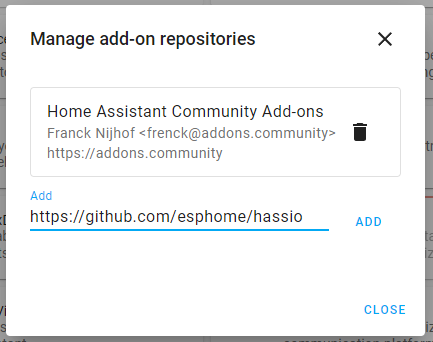 Manage add-on repositories
Home Assistant Community Add-ons
Franck Nijhof <frenck@addons.community>
https://addons.community
Add
https://github.com/esphome/hassio
ADD
CLOSE